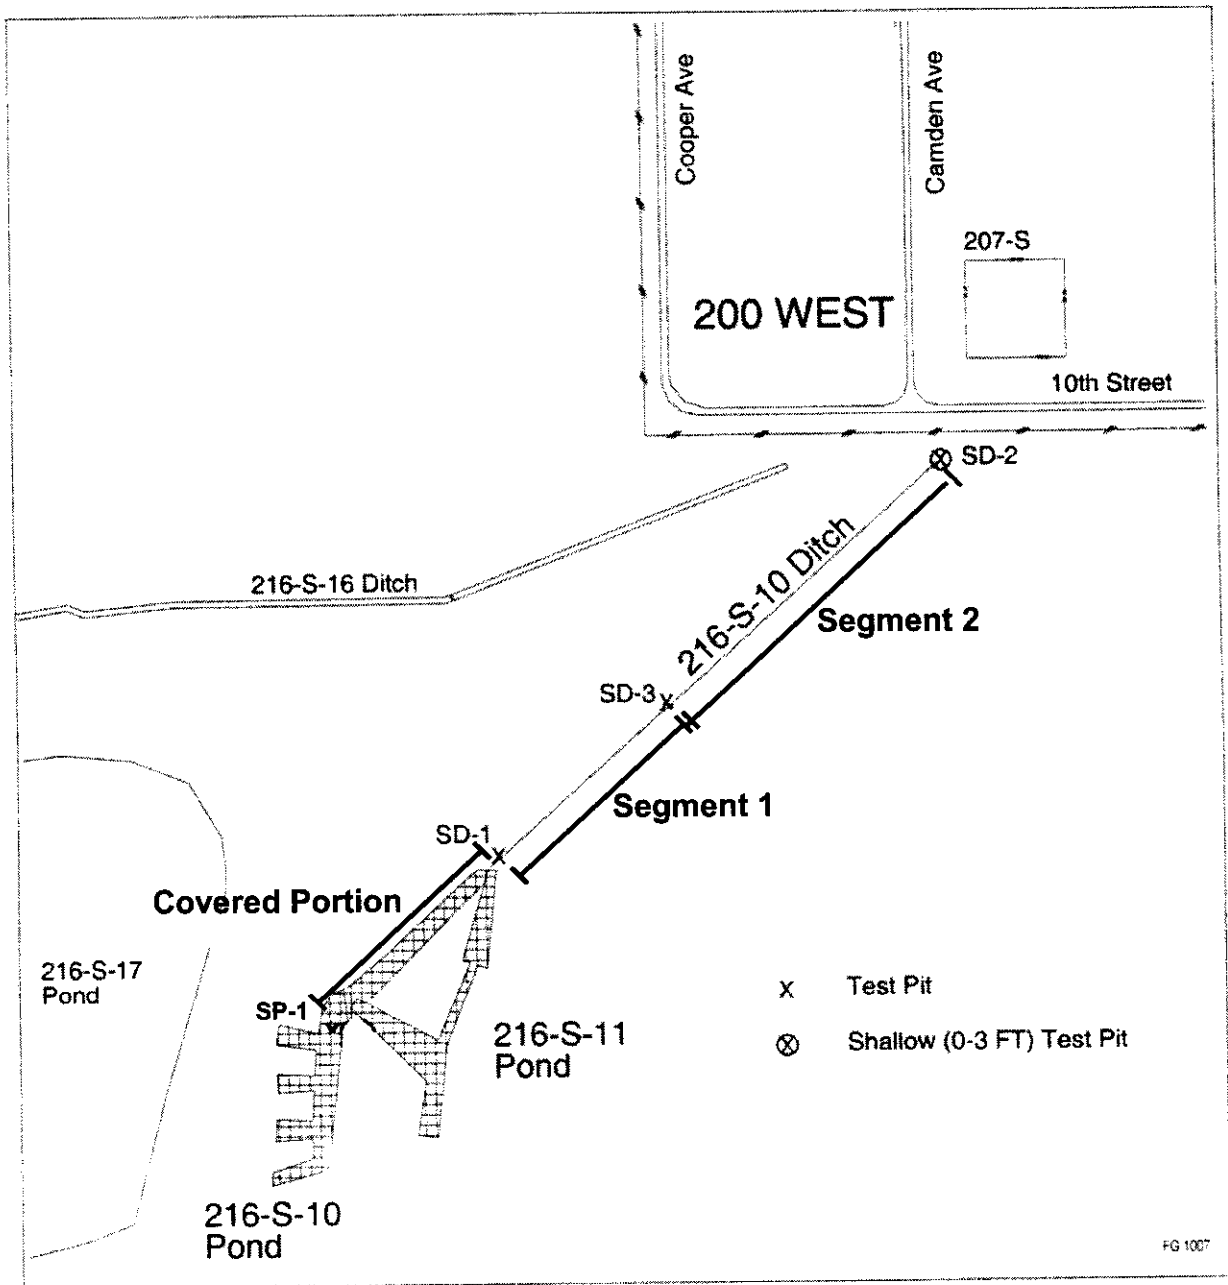 Cooper Ave
Camden Ave
207-S
200 WEST
10th Street
SD-2
216-S-16 Ditch
216-S-10 Ditch
Segment 2
SD-3
X
Segment 1
SD-1
X
Covered Portion
216-S-17
Pond
SP-1
216-S-11
Pond
X Test Pit
Shallow (0-3 FT) Test Pit
216-S-10
Pond
FG 1007